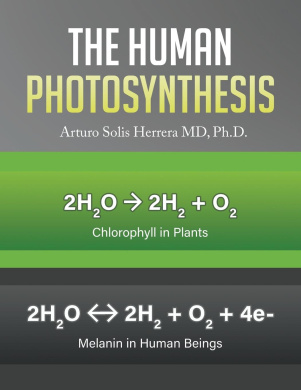 THE HUMAN
PHOTOSYNTHESIS
Arturo Solis Herrera MD, Ph.D.
2H₂O → 2H₂ + O₂
Chlorophyll in Plants
2H₂O ↔ 2H₂ + O₂ + 4e-
Melanin in Human Beings